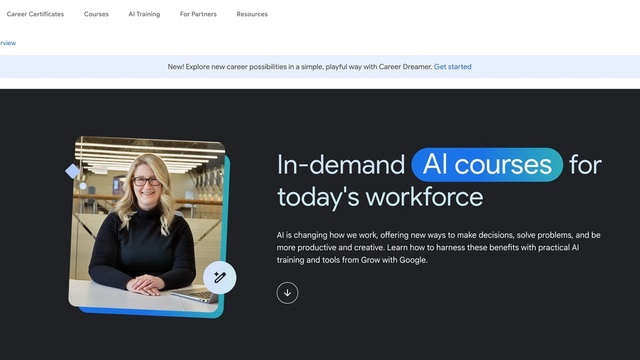 Career Certificates Courses AI Training For Partners Resources
rview
New! Explore new career possibilities in a simple, playful way with Career Dreamer. Get started
In-demand AI courses for
today's workforce
AI is changing how we work, offering new ways to make decisions, solve problems, and be
more productive and creative. Learn how to harness these benefits with practical AI
training and tools from Grow with Google.